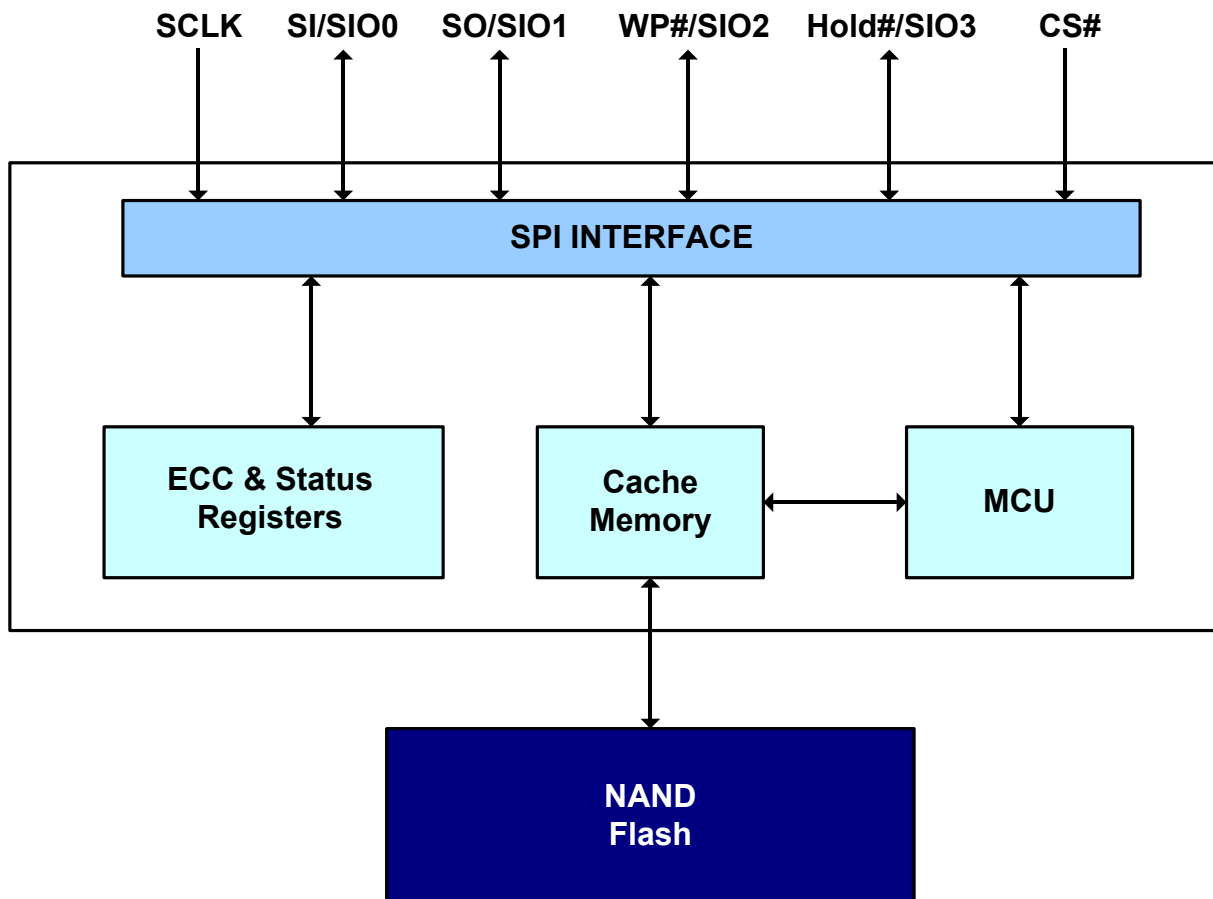 SCLK SI/SIO0 SO/SIO1 WP#/SIO2 Hold#/SIO3 CS#
SPI INTERFACE
ECC & Status
Registers
Cache
Memory
MCU
NAND
Flash